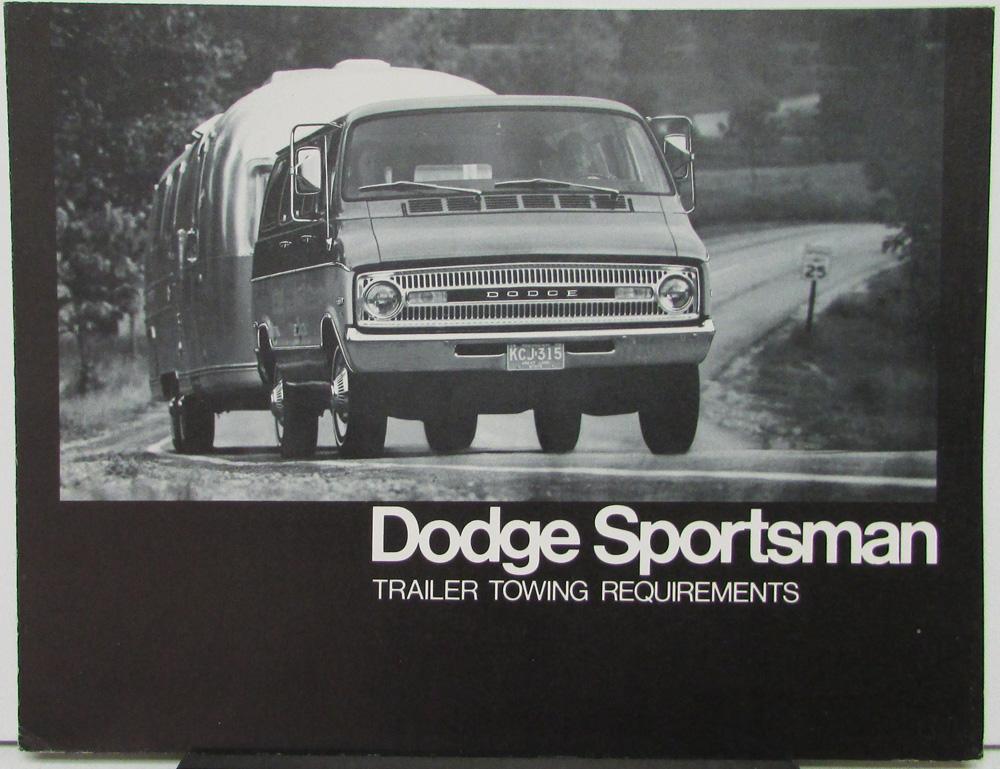 25
DODGE
KCJ·315
Dodge Sportsman
TRAILER TOWING REQUIREMENTS